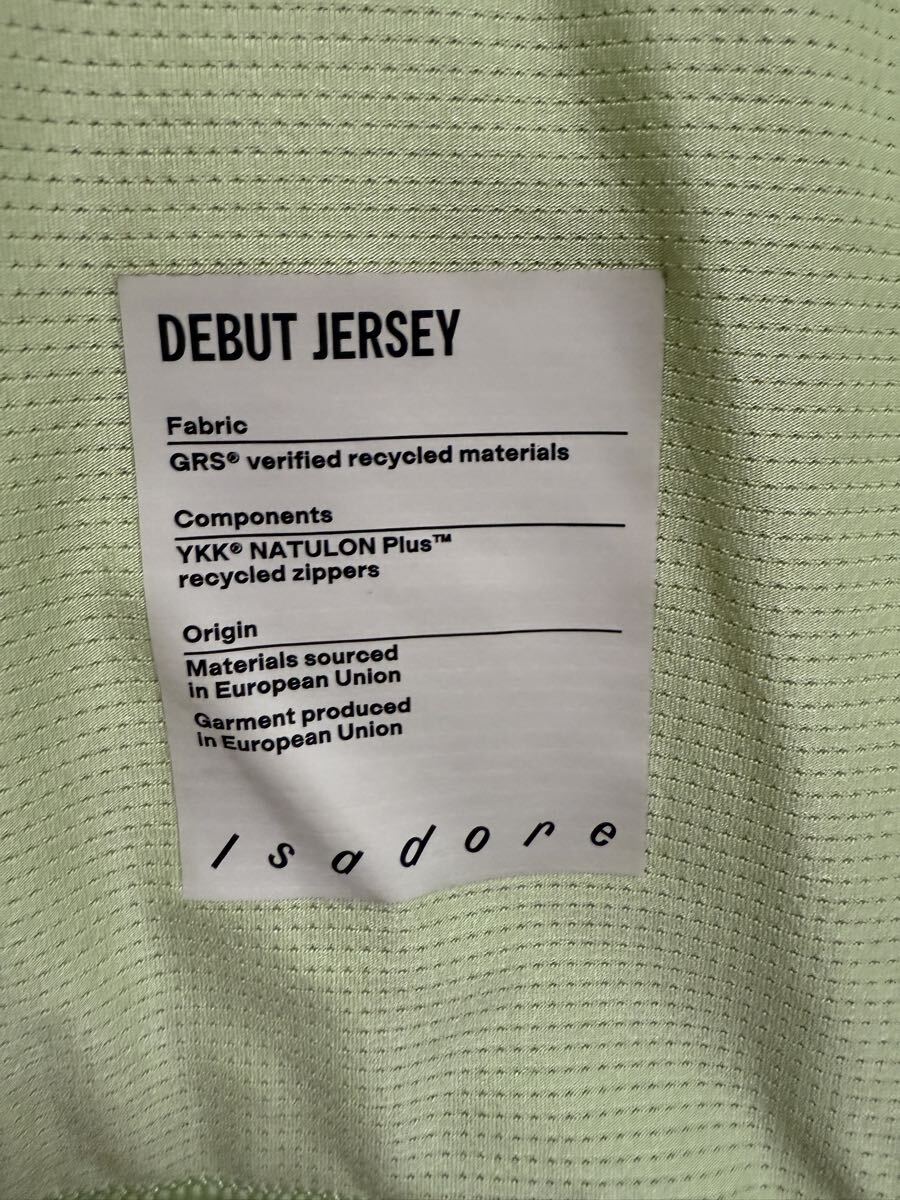 DEBUT JERSEY
Fabric
GRS® verified recycled materials
Components
YKK® NATULON Plus™
recycled zippers
Origin
Materials sourced
in European Union
Garment produced
in European Union
Isadore